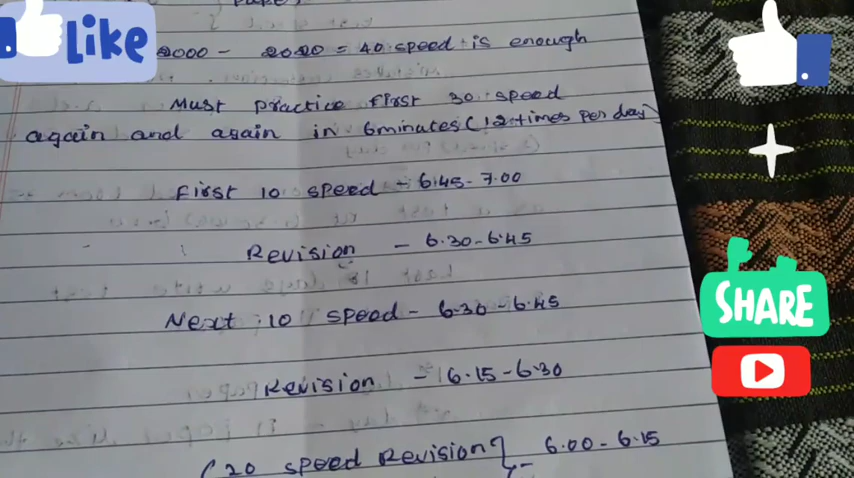 Paper
2000 - 2020 = 40 speed is enough
Must practice first 30 speed
again and again in 6minates (12 times per day)
First 10 speed - 6.45 - 7.00
Revision - 6.30 - 6.45
Next 10 speed - 6.30 - 6.45
Revision - 6.15 - 6.30
(20 speed Revision} - 6.00 - 6.15
Like
SHARE